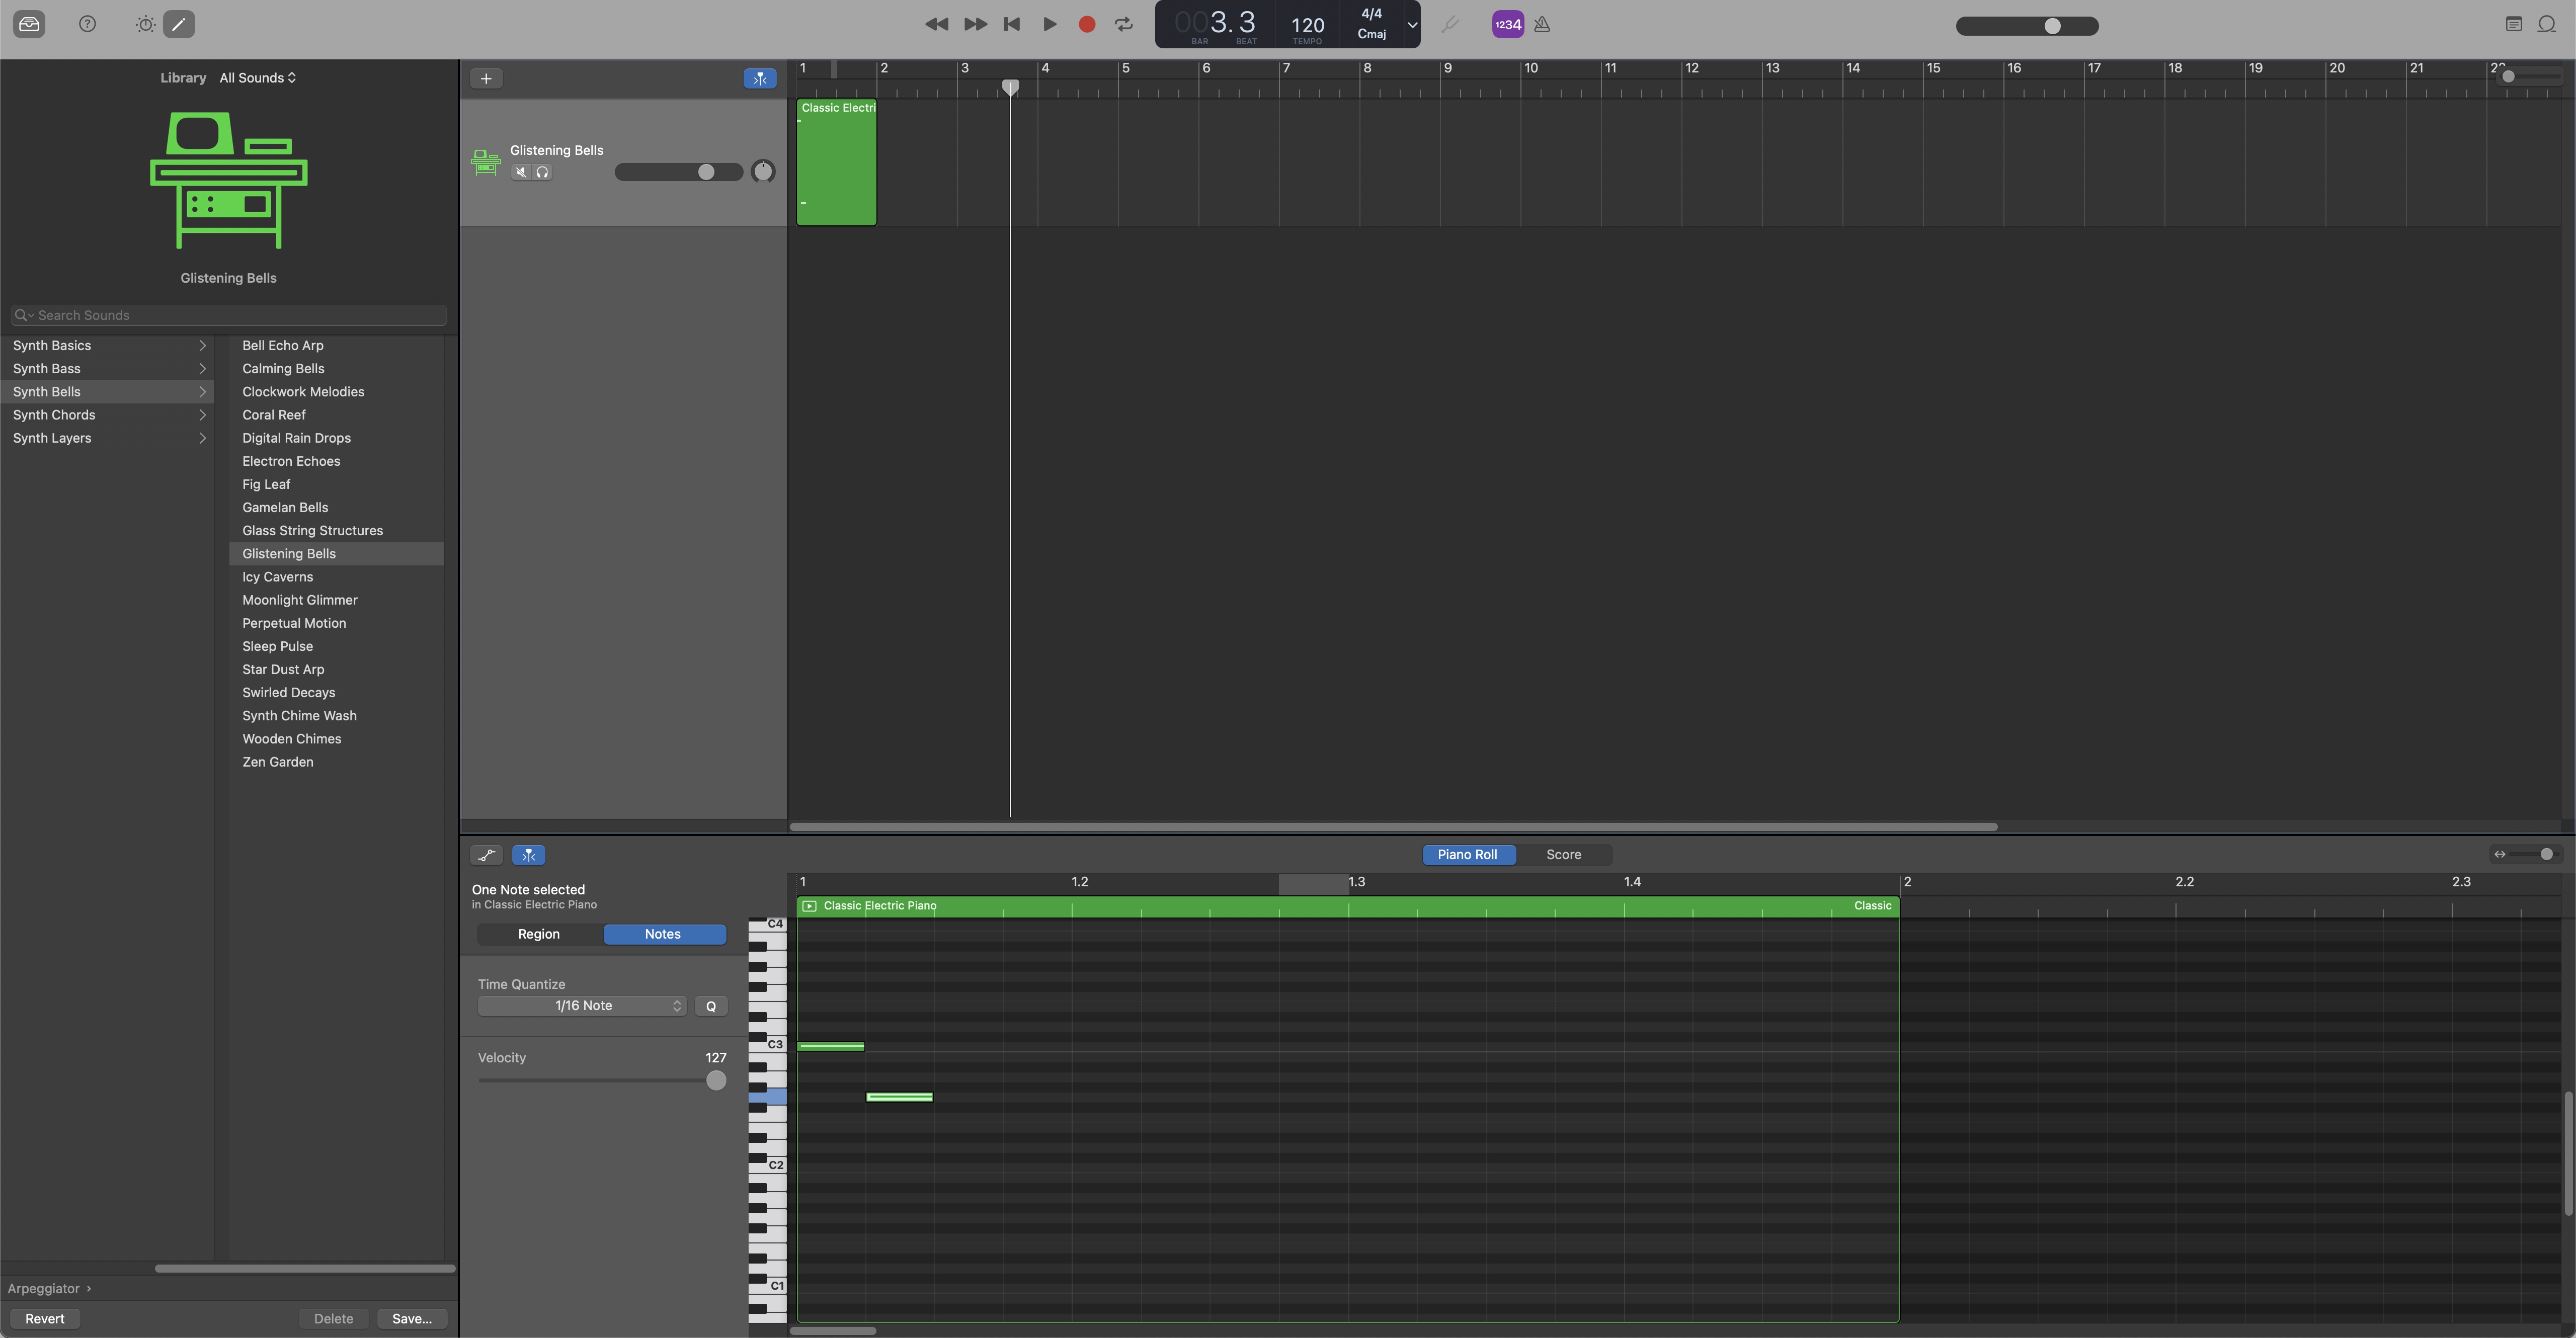 003.3
BAR
BEAT
120
TEMPO
4/4
Cmaj
1234
Library All Sounds
Glistening Bells
Search Sounds
Synth Basics
Synth Bass
Synth Bells
Synth Chords
Synth Layers
Bell Echo Arp
Calming Bells
Clockwork Melodies
Coral Reef
Digital Rain Drops
Electron Echoes
Fig Leaf
Gamelan Bells
Glass String Structures
Glistening Bells
Icy Caverns
Moonlight Glimmer
Perpetual Motion
Sleep Pulse
Star Dust Arp
Swirled Decays
Synth Chime Wash
Wooden Chimes
Zen Garden
Arpeggiator ›
Revert
Delete
Save...
1 2 3 4 5 6 7 8 9 10 11 12 13 14 15 16 17 18 19 20 21
Glistening Bells
Classic Electri
Piano Roll
Score
One Note selected
in Classic Electric Piano
Region
Notes
Time Quantize
1/16 Note
Q
Velocity
127
1 1.2 1.3 1.4 2 2.2 2.3
Classic Electric Piano
Classic
C4
C3
C2
C1